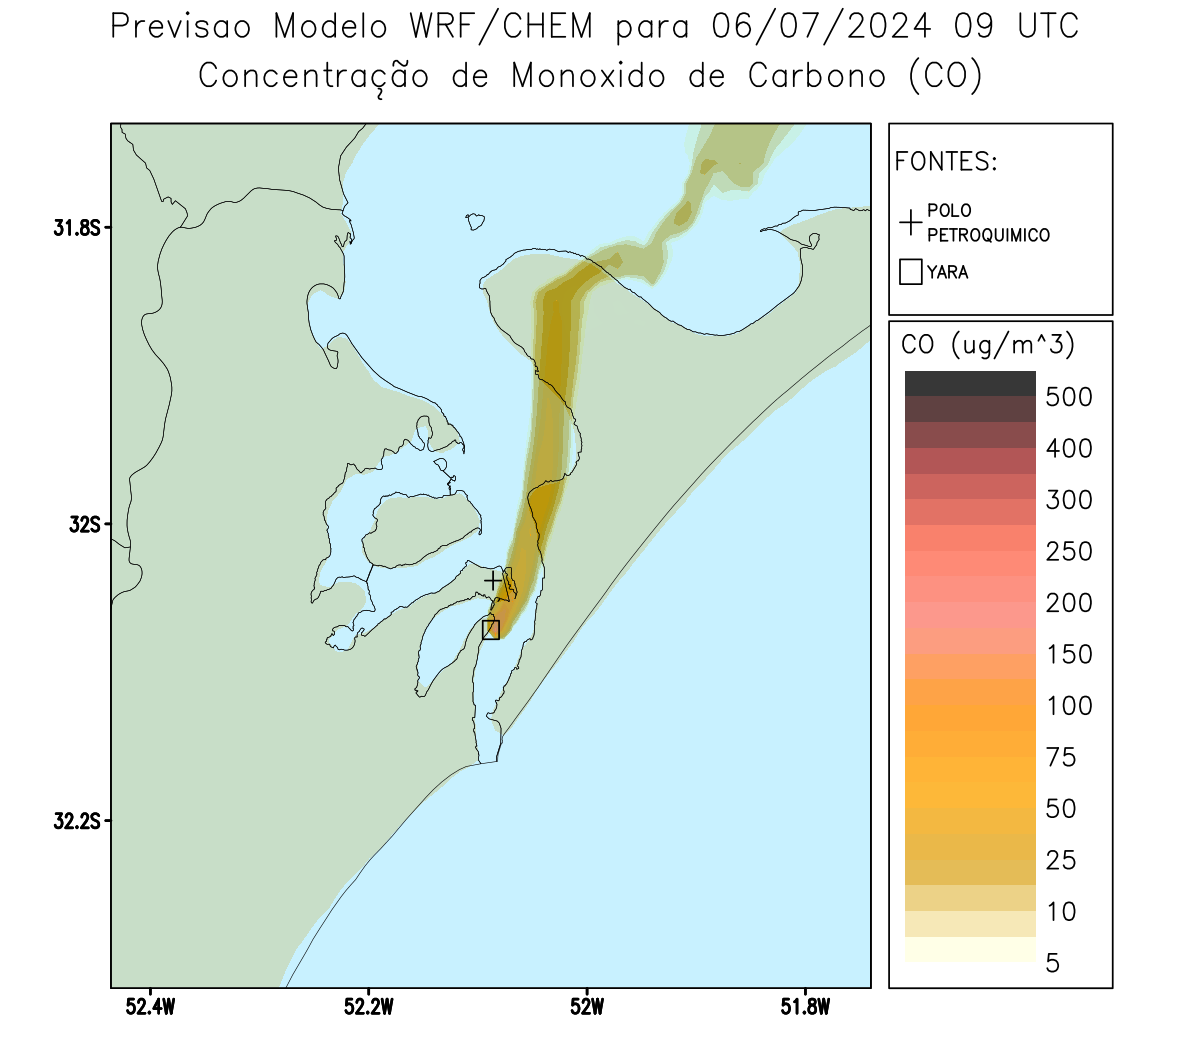 Previsao Modelo WRF/CHEM para 06/07/2024 09 UTC
Concentração de Monoxido de Carbono (CO)
FONTES:
POLO
PETROQUIMICO
YARA
CO (ug/m^3)
500
400
300
250
200
150
100
75
50
25
10
5
31.8S
32S
32.2S
52.4W
52.2W
52W
51.8W